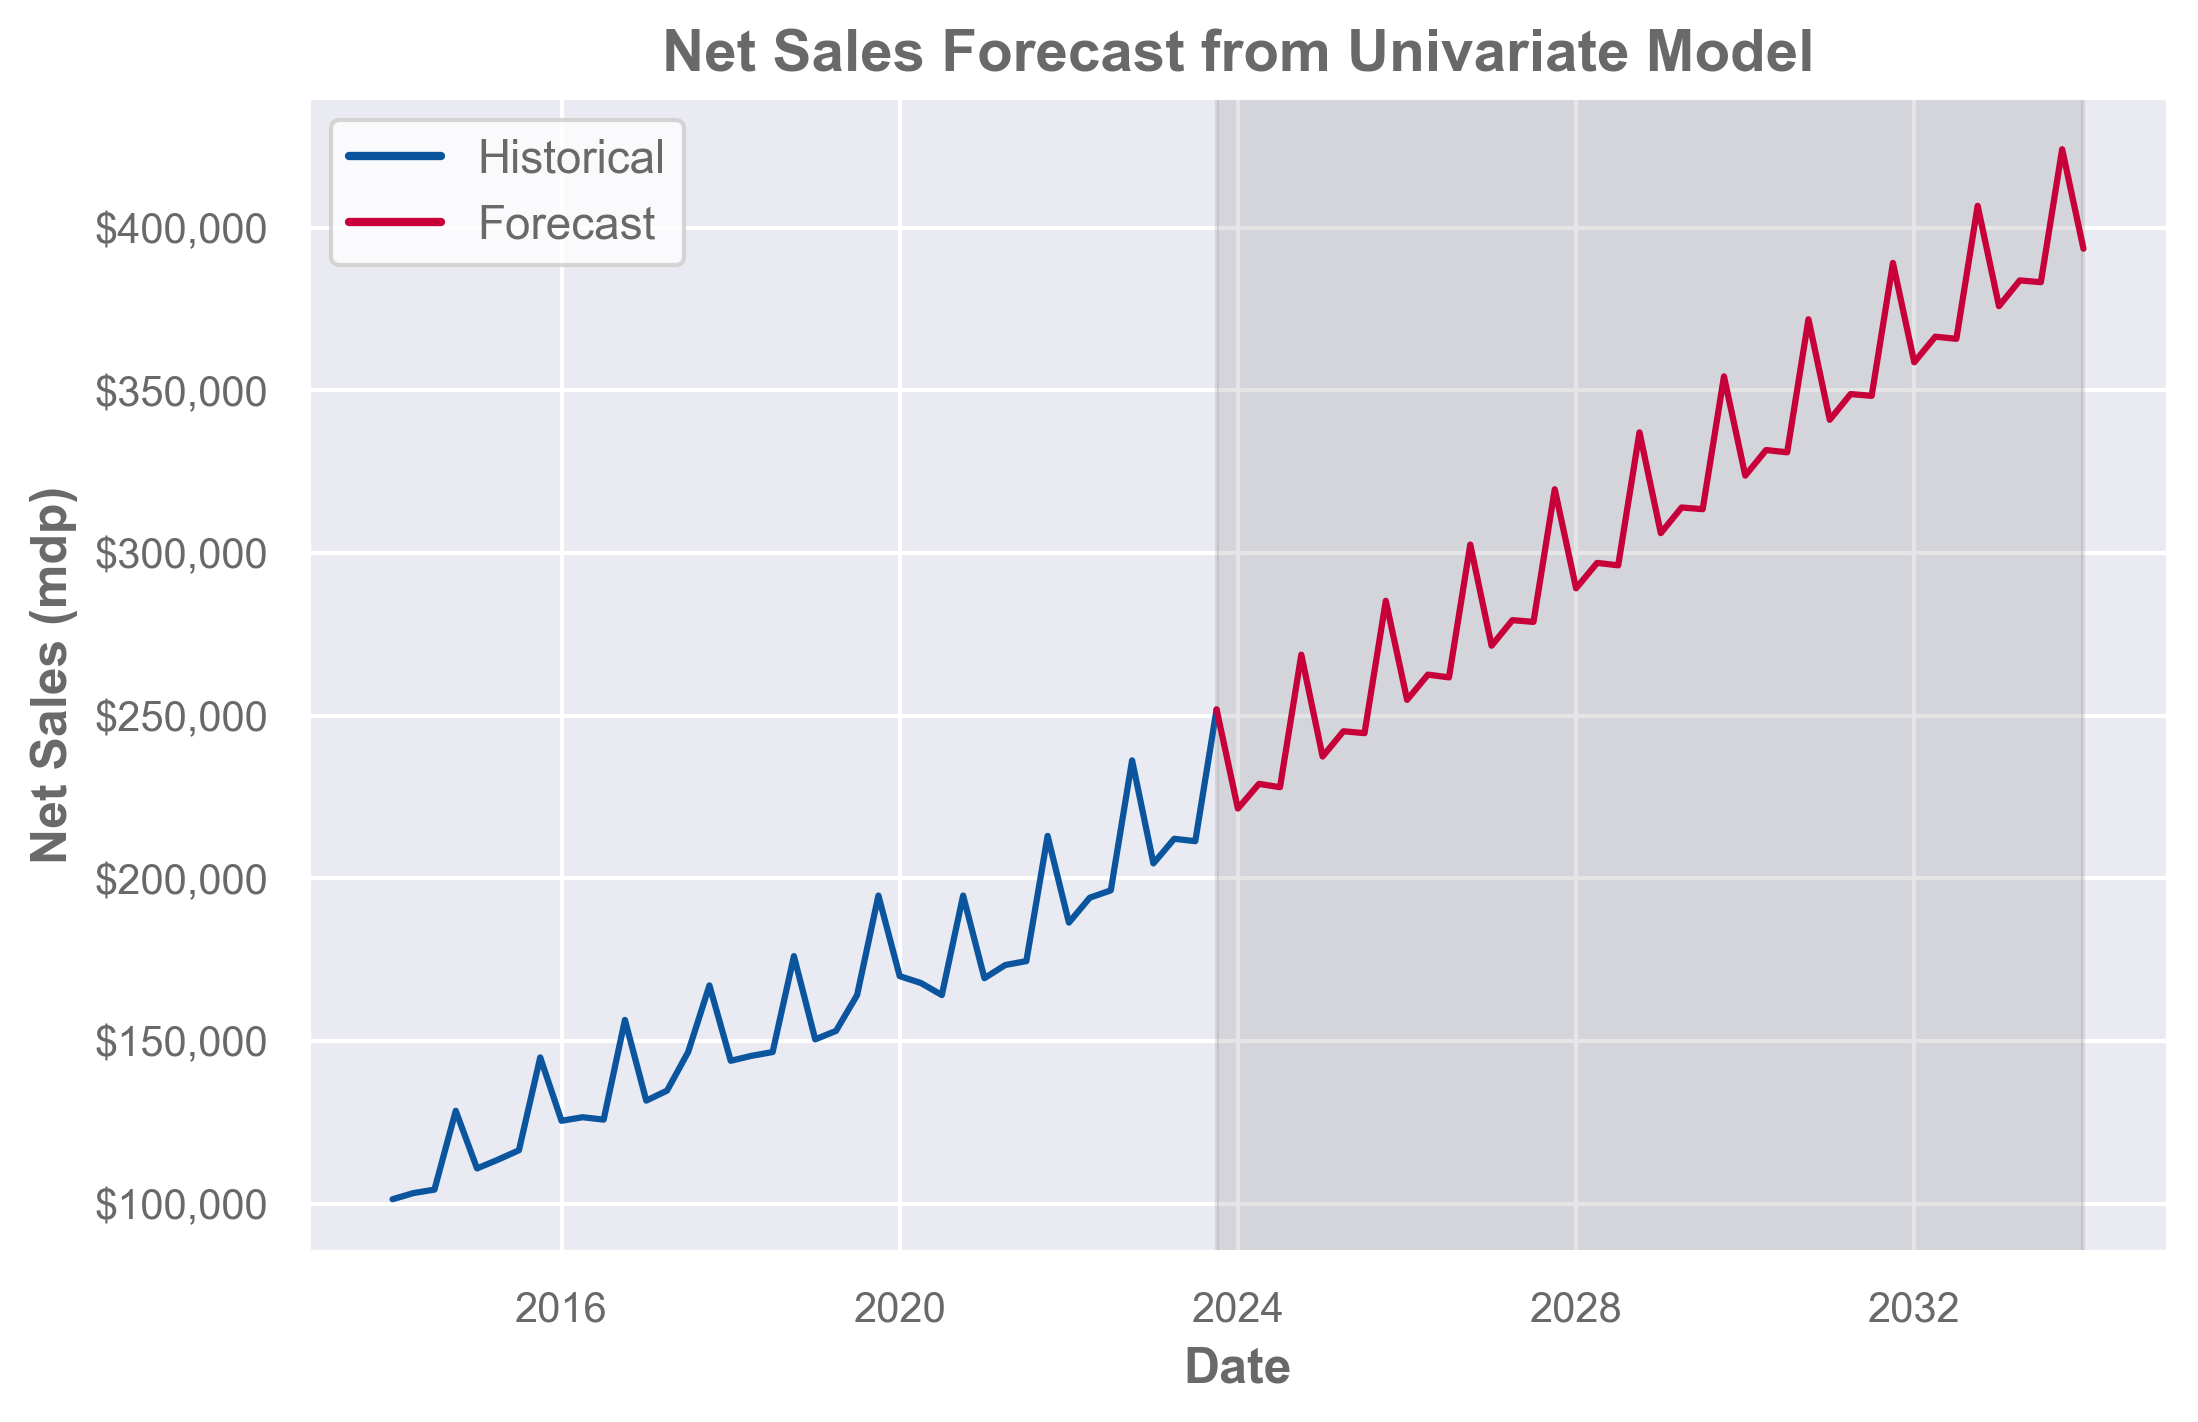 Net Sales Forecast from Univariate Model
Historical
Forecast
Net Sales (mdp)
$400,000
$350,000
$300,000
$250,000
$200,000
$150,000
$100,000
2016 2020 2024 2028 2032
Date